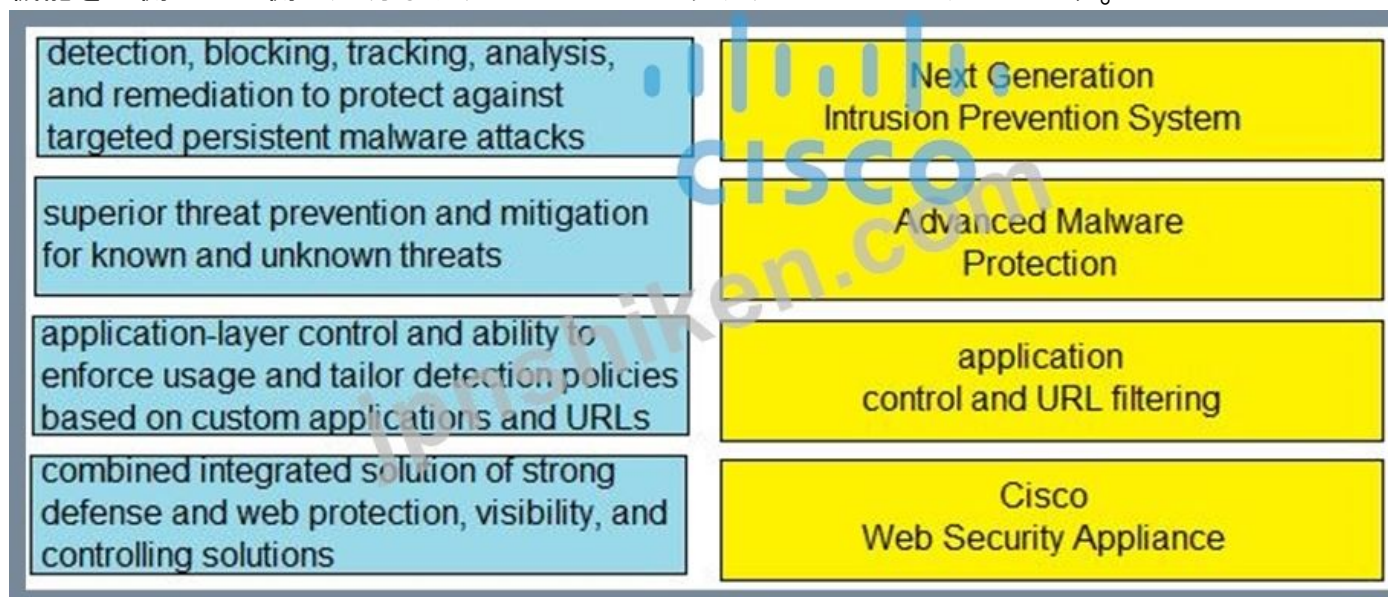 detection, blocking, tracking, analysis,
and remediation to protect against
targeted persistent malware attacks
Next Generation
Intrusion Prevention System
superior threat prevention and mitigation
for known and unknown threats
Advanced Malware
Protection
application-layer control and ability to
enforce usage and tailor detection policies
based on custom applications and URLs
application
control and URL filtering
combined integrated solution of strong
defense and web protection, visibility, and
controlling solutions
Cisco
Web Security Appliance
CISCO
jpnshiken.com